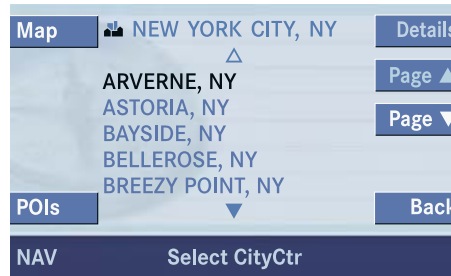 Map
NEW YORK CITY, NY
Details
ARVERNE, NY
Page
ASTORIA, NY
Page
BAYSIDE, NY
BELLEROSE, NY
BREEZY POINT, NY
POIs
Back
NAV
Select CityCtr